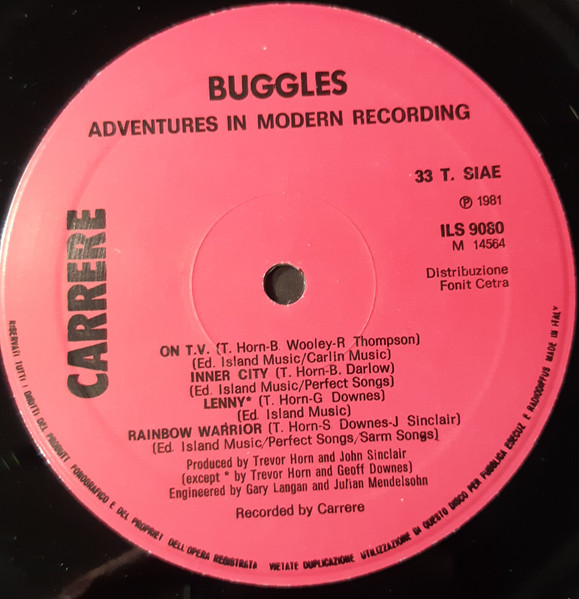 BUGGLES
ADVENTURES IN MODERN RECORDING
33 T. SIAE
℗ 1981
ILS 9080
M 14564
Distribuzione
Fonit Cetra
CARRERE
ON T.V. (T. Horn-B. Wooley-R Thompson)
(Ed. Island Music/Carlin Music)
INNER CITY (T. Horn-B. Darlow)
(Ed. Island Music/Perfect Songs)
LENNY* (T. Horn-G Downes)
(Ed. Island Music)
RAINBOW WARRIOR (T. Horn-S Downes-J Sinclair)
(Ed. Island Music/Perfect Songs/Sarm Songs)
Produced by Trevor Horn and John Sinclair
(except * by Trevor Horn and Geoff Downes)
Engineered by Gary Langan and Julian Mendelsohn
Recorded by Carrere
RISERVATI TUTTI I DIRITTI DEL PRODUTT FONOGRAFICO E DEL PROPRIET DELL'OPERA REGISTRATA VIETATE DUPLICAZIONE UTILIZZAZIONE DI QUESTO DISCO PER PUBBLICA ESECUZ E RADIODIFFUS MADE IN ITALY